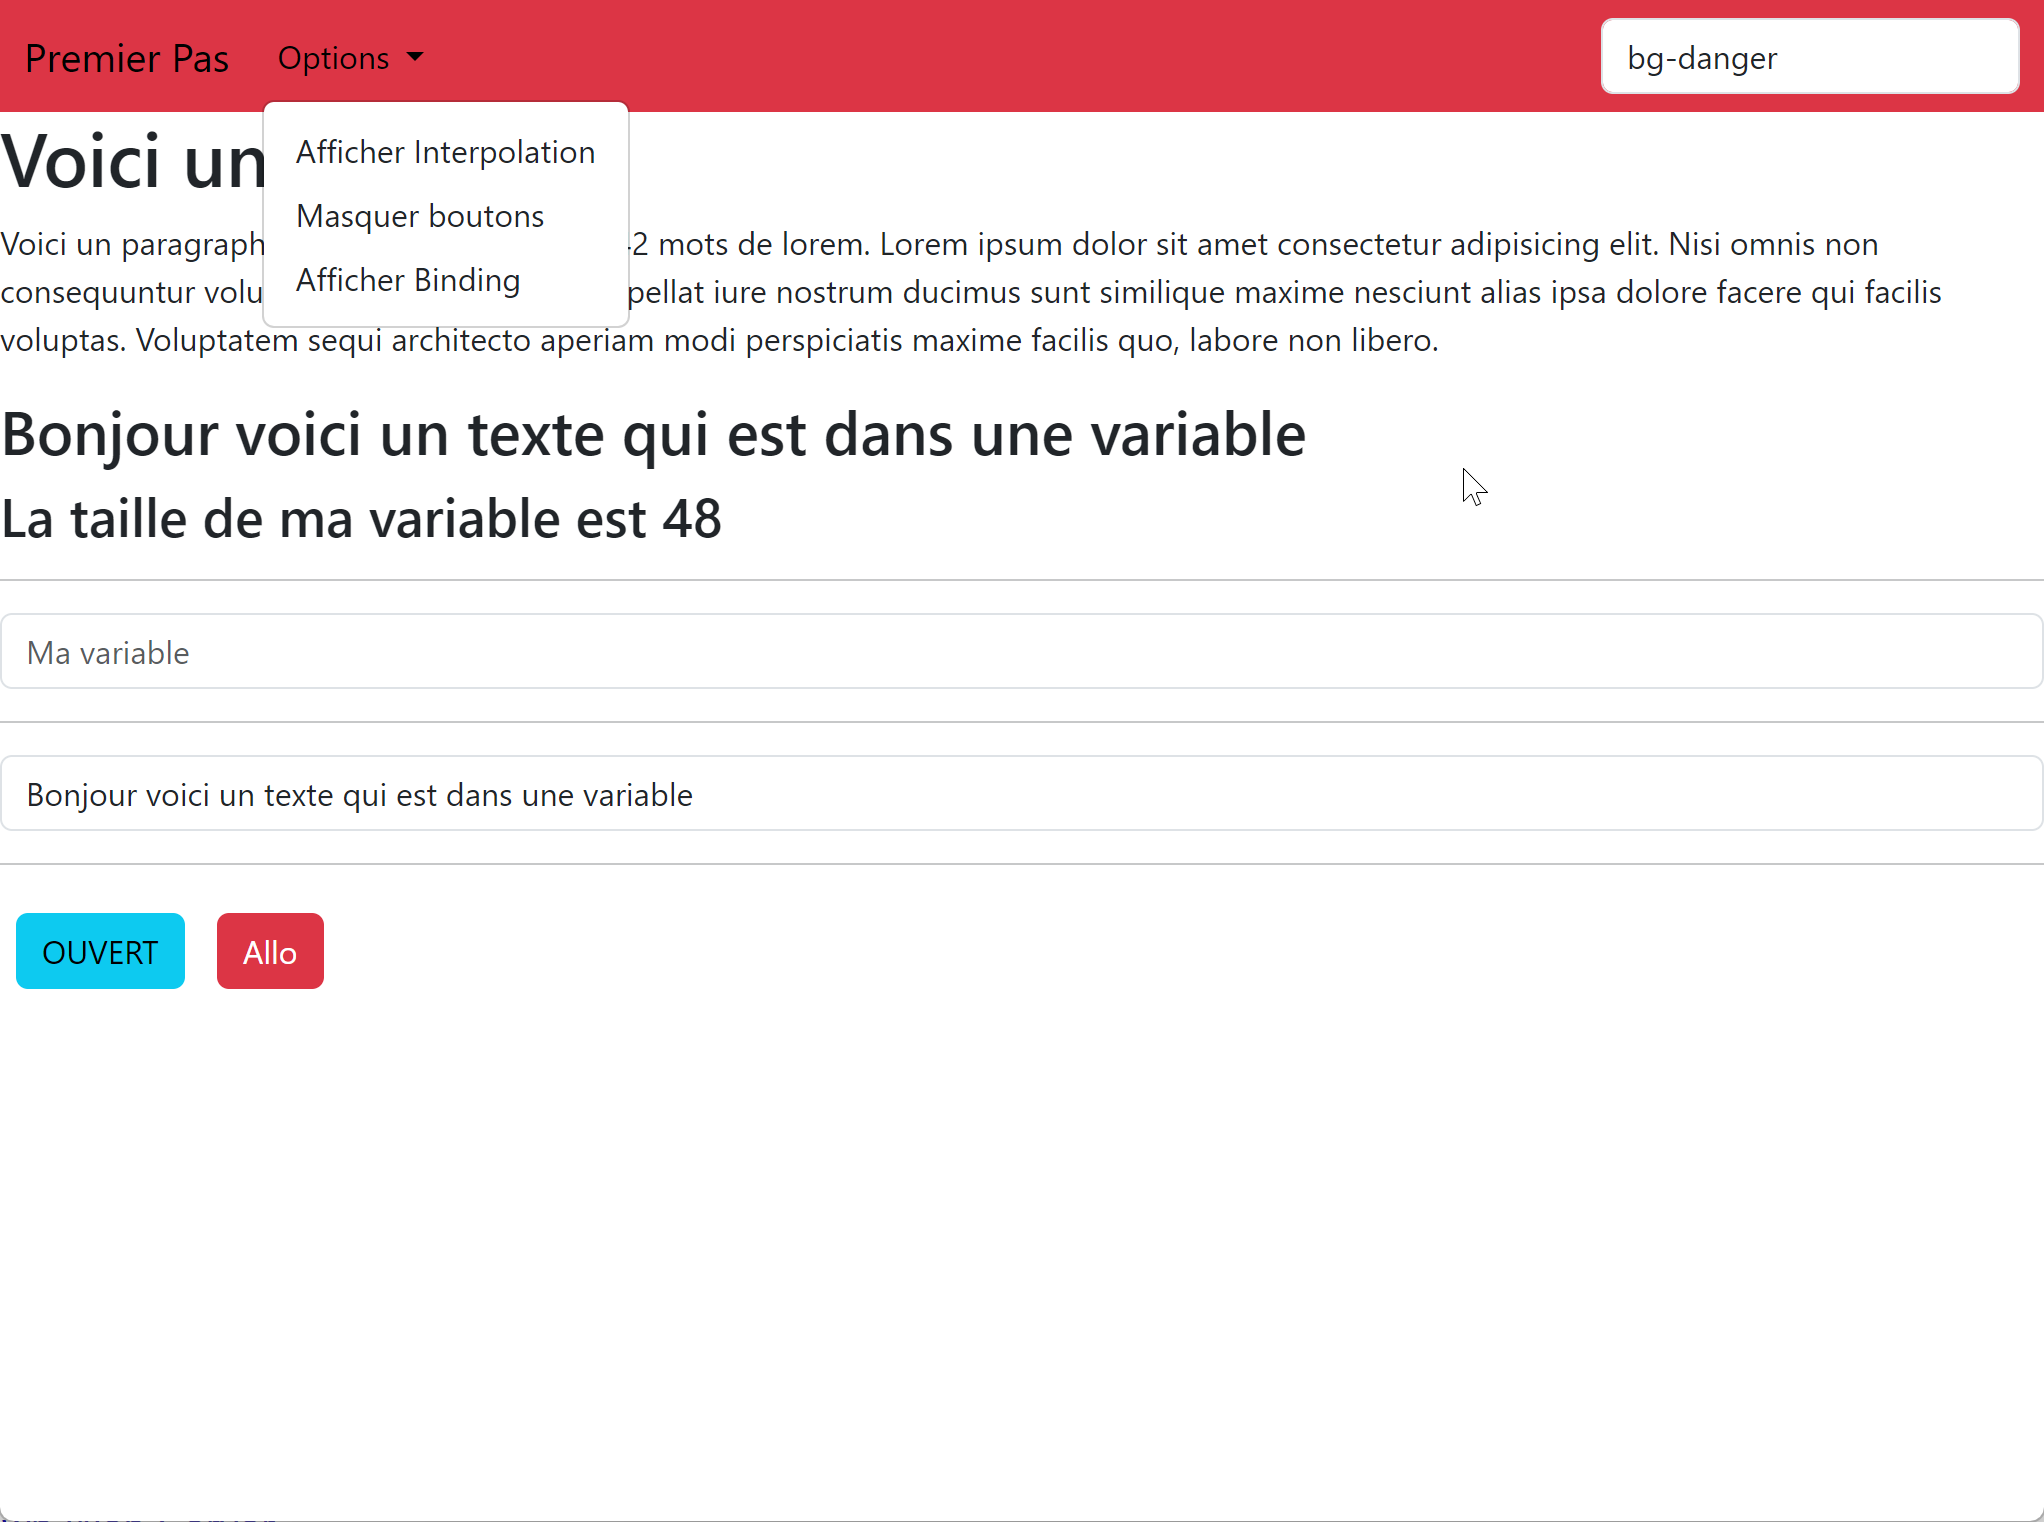 Premier Pas Options bg-danger
Afficher Interpolation
Voici un
Masquer boutons
Voici un paragraph 2 mots de lorem. Lorem ipsum dolor sit amet consectetur adipisicing elit. Nisi omnis non
Afficher Binding
consequuntur volu pellat iure nostrum ducimus sunt similique maxime nesciunt alias ipsa dolore facere qui facilis
voluptas. Voluptatem sequi architecto aperiam modi perspiciatis maxime facilis quo, labore non libero.
Bonjour voici un texte qui est dans une variable
La taille de ma variable est 48
Ma variable
Bonjour voici un texte qui est dans une variable
OUVERT Allo